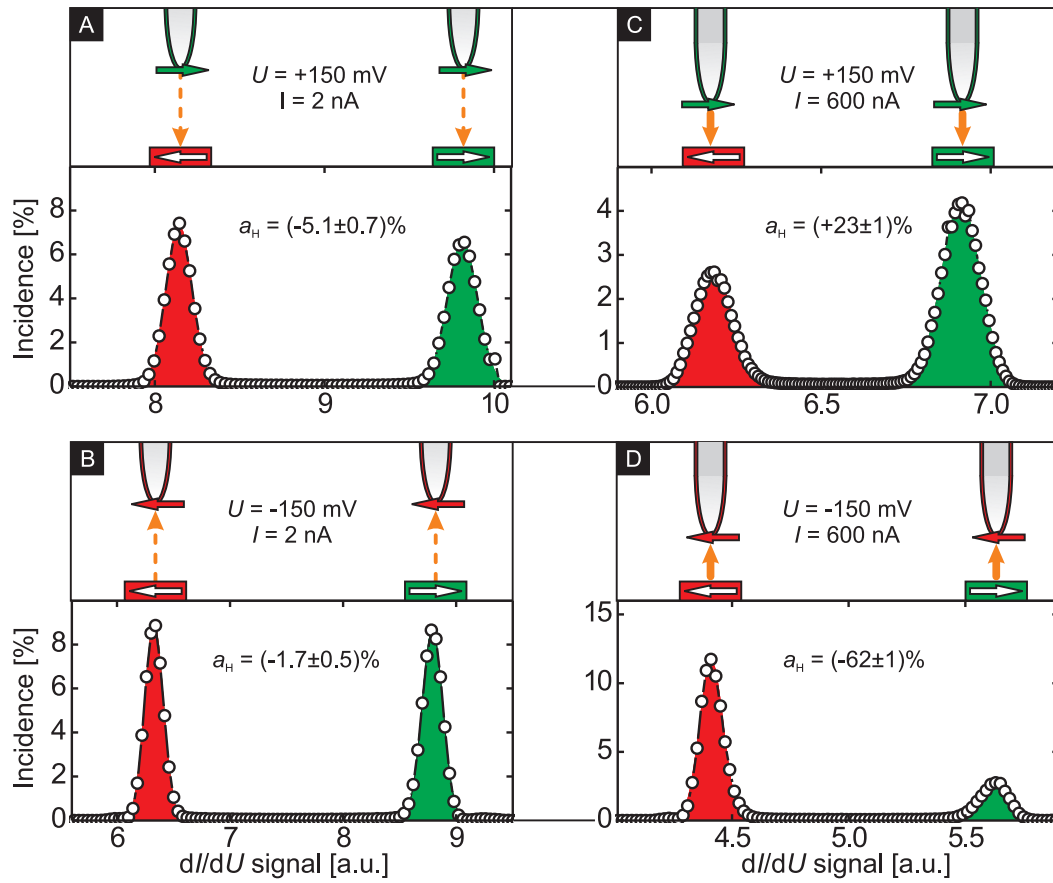 A
U = +150 mV
I = 2 nA
Incidence [%]
8
6
4
2
0
a_H = (-5.1±0.7)%
8
9
10
C
U = +150 mV
I = 600 nA
4
3
2
1
0
a_H = (+23±1)%
6.0
6.5
7.0
B
U = -150 mV
I = 2 nA
Incidence [%]
8
6
4
2
0
a_H = (-1.7±0.5)%
6
7
8
9
dI/dU signal [a.u.]
D
U = -150 mV
I = 600 nA
15
10
5
0
a_H = (-62±1)%
4.5
5.0
5.5
dI/dU signal [a.u.]